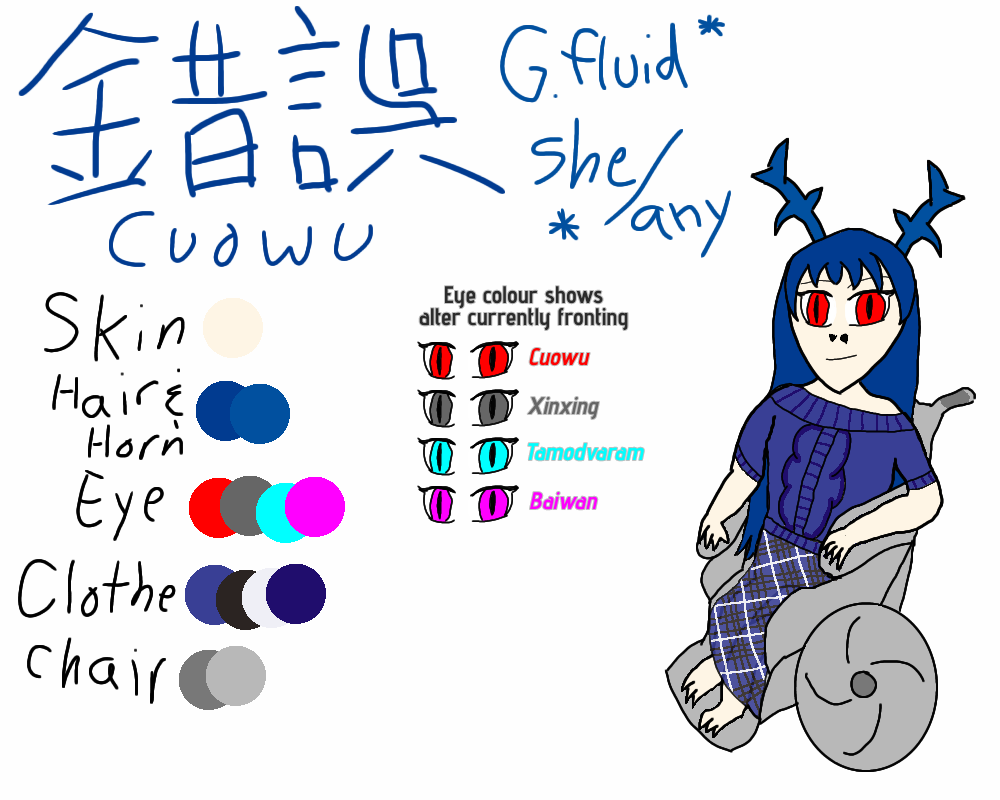 錯誤
Cuowu
G.fluid*
she/any
*
Skin
Hair &
Horn
Eye
Clothe
chair
Eye colour shows
alter currently fronting
Cuowu
Xinxing
Tamodvaram
Baiwan